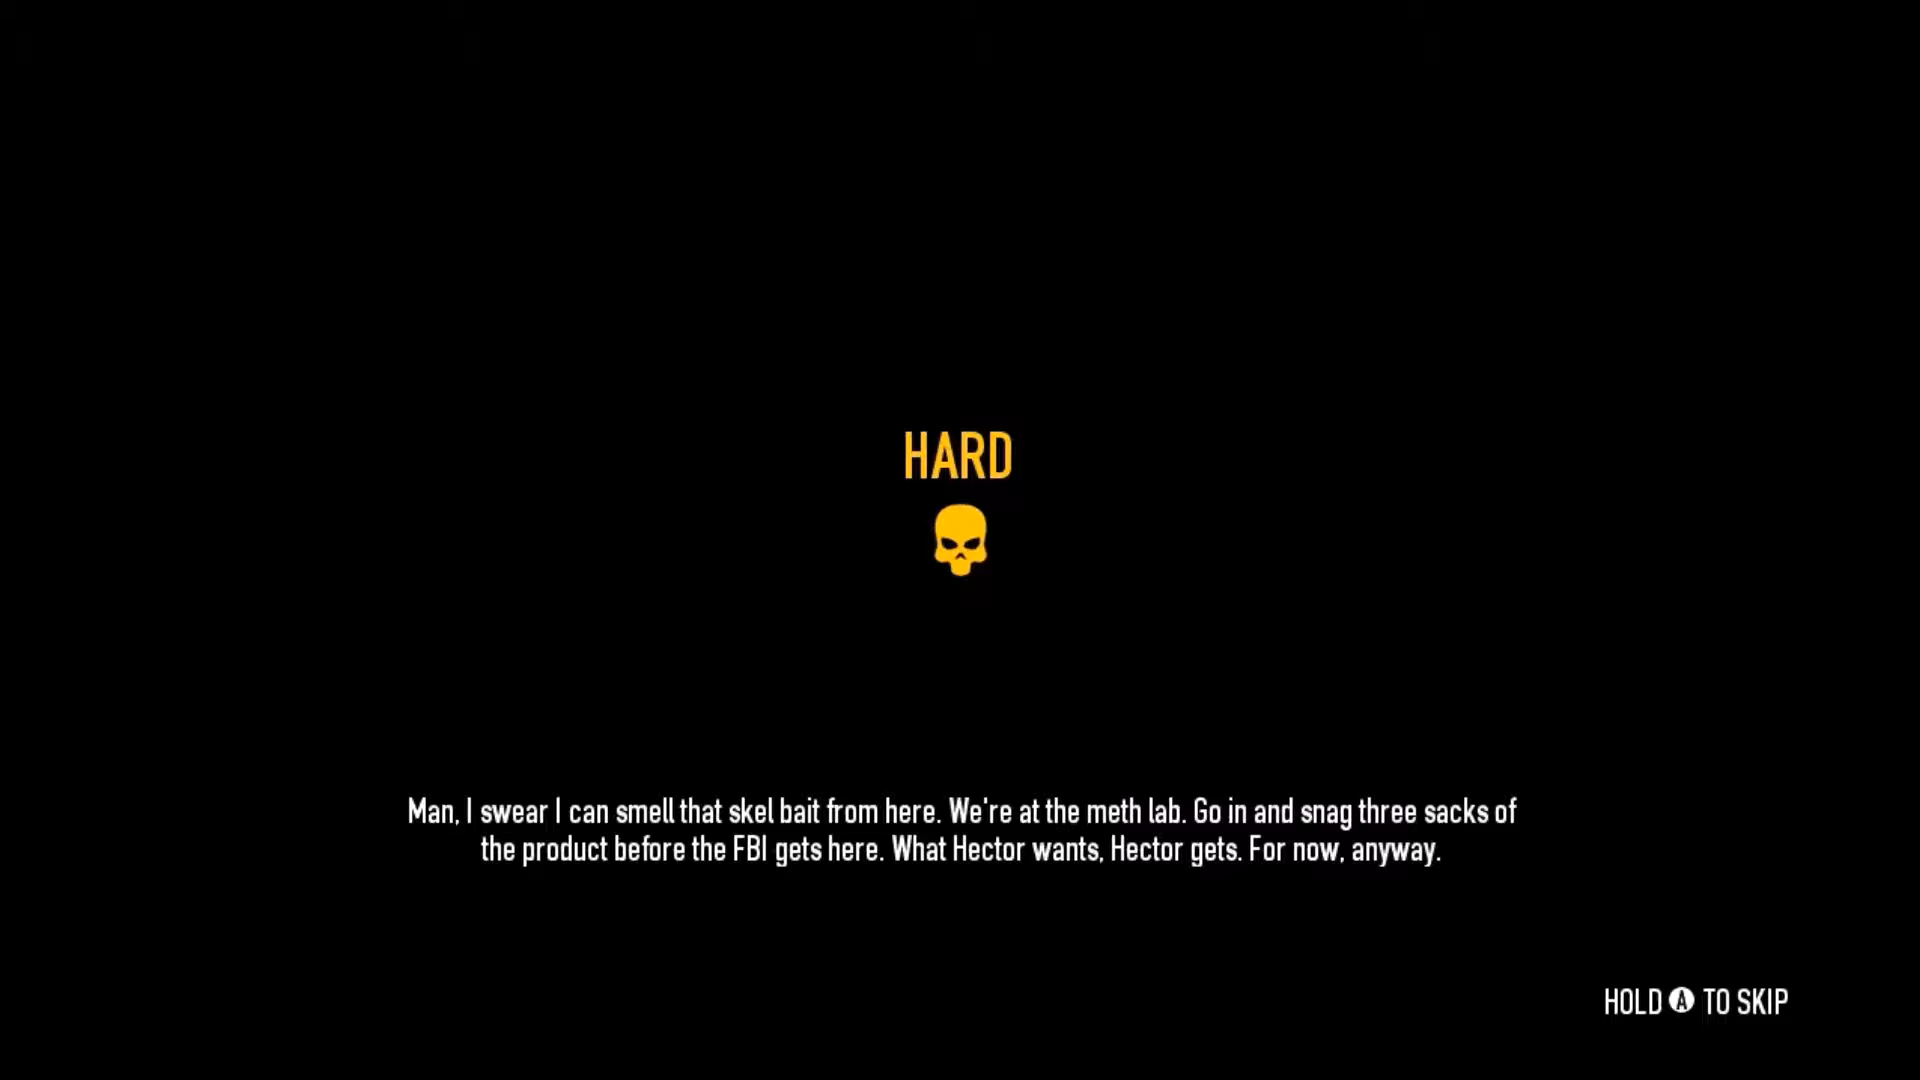 HARD
Man, I swear I can smell that skel bait from here. We're at the meth lab. Go in and snag three sacks of
the product before the FBI gets here. What Hector wants, Hector gets. For now, anyway.
HOLD A TO SKIP